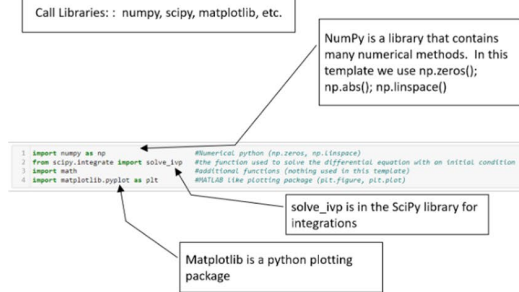 Call Libraries: : numpy, scipy, matplotlib, etc.
NumPy is a library that contains
many numerical methods. In this
template we use np.zeros();
np.abs(); np.linspace()
1 import numpy as np #Numerical python (np.zeros, np.linspace)
2 from scipy.integrate import solve_ivp #the function used to solve the differential equation with an initial condition
3 import math #additional functions (nothing used in this template)
4 import matplotlib.pyplot as plt #MATLAB like plotting package (plt.figure, plt.plot)
solve_ivp is in the SciPy library for
integrations
Matplotlib is a python plotting
package